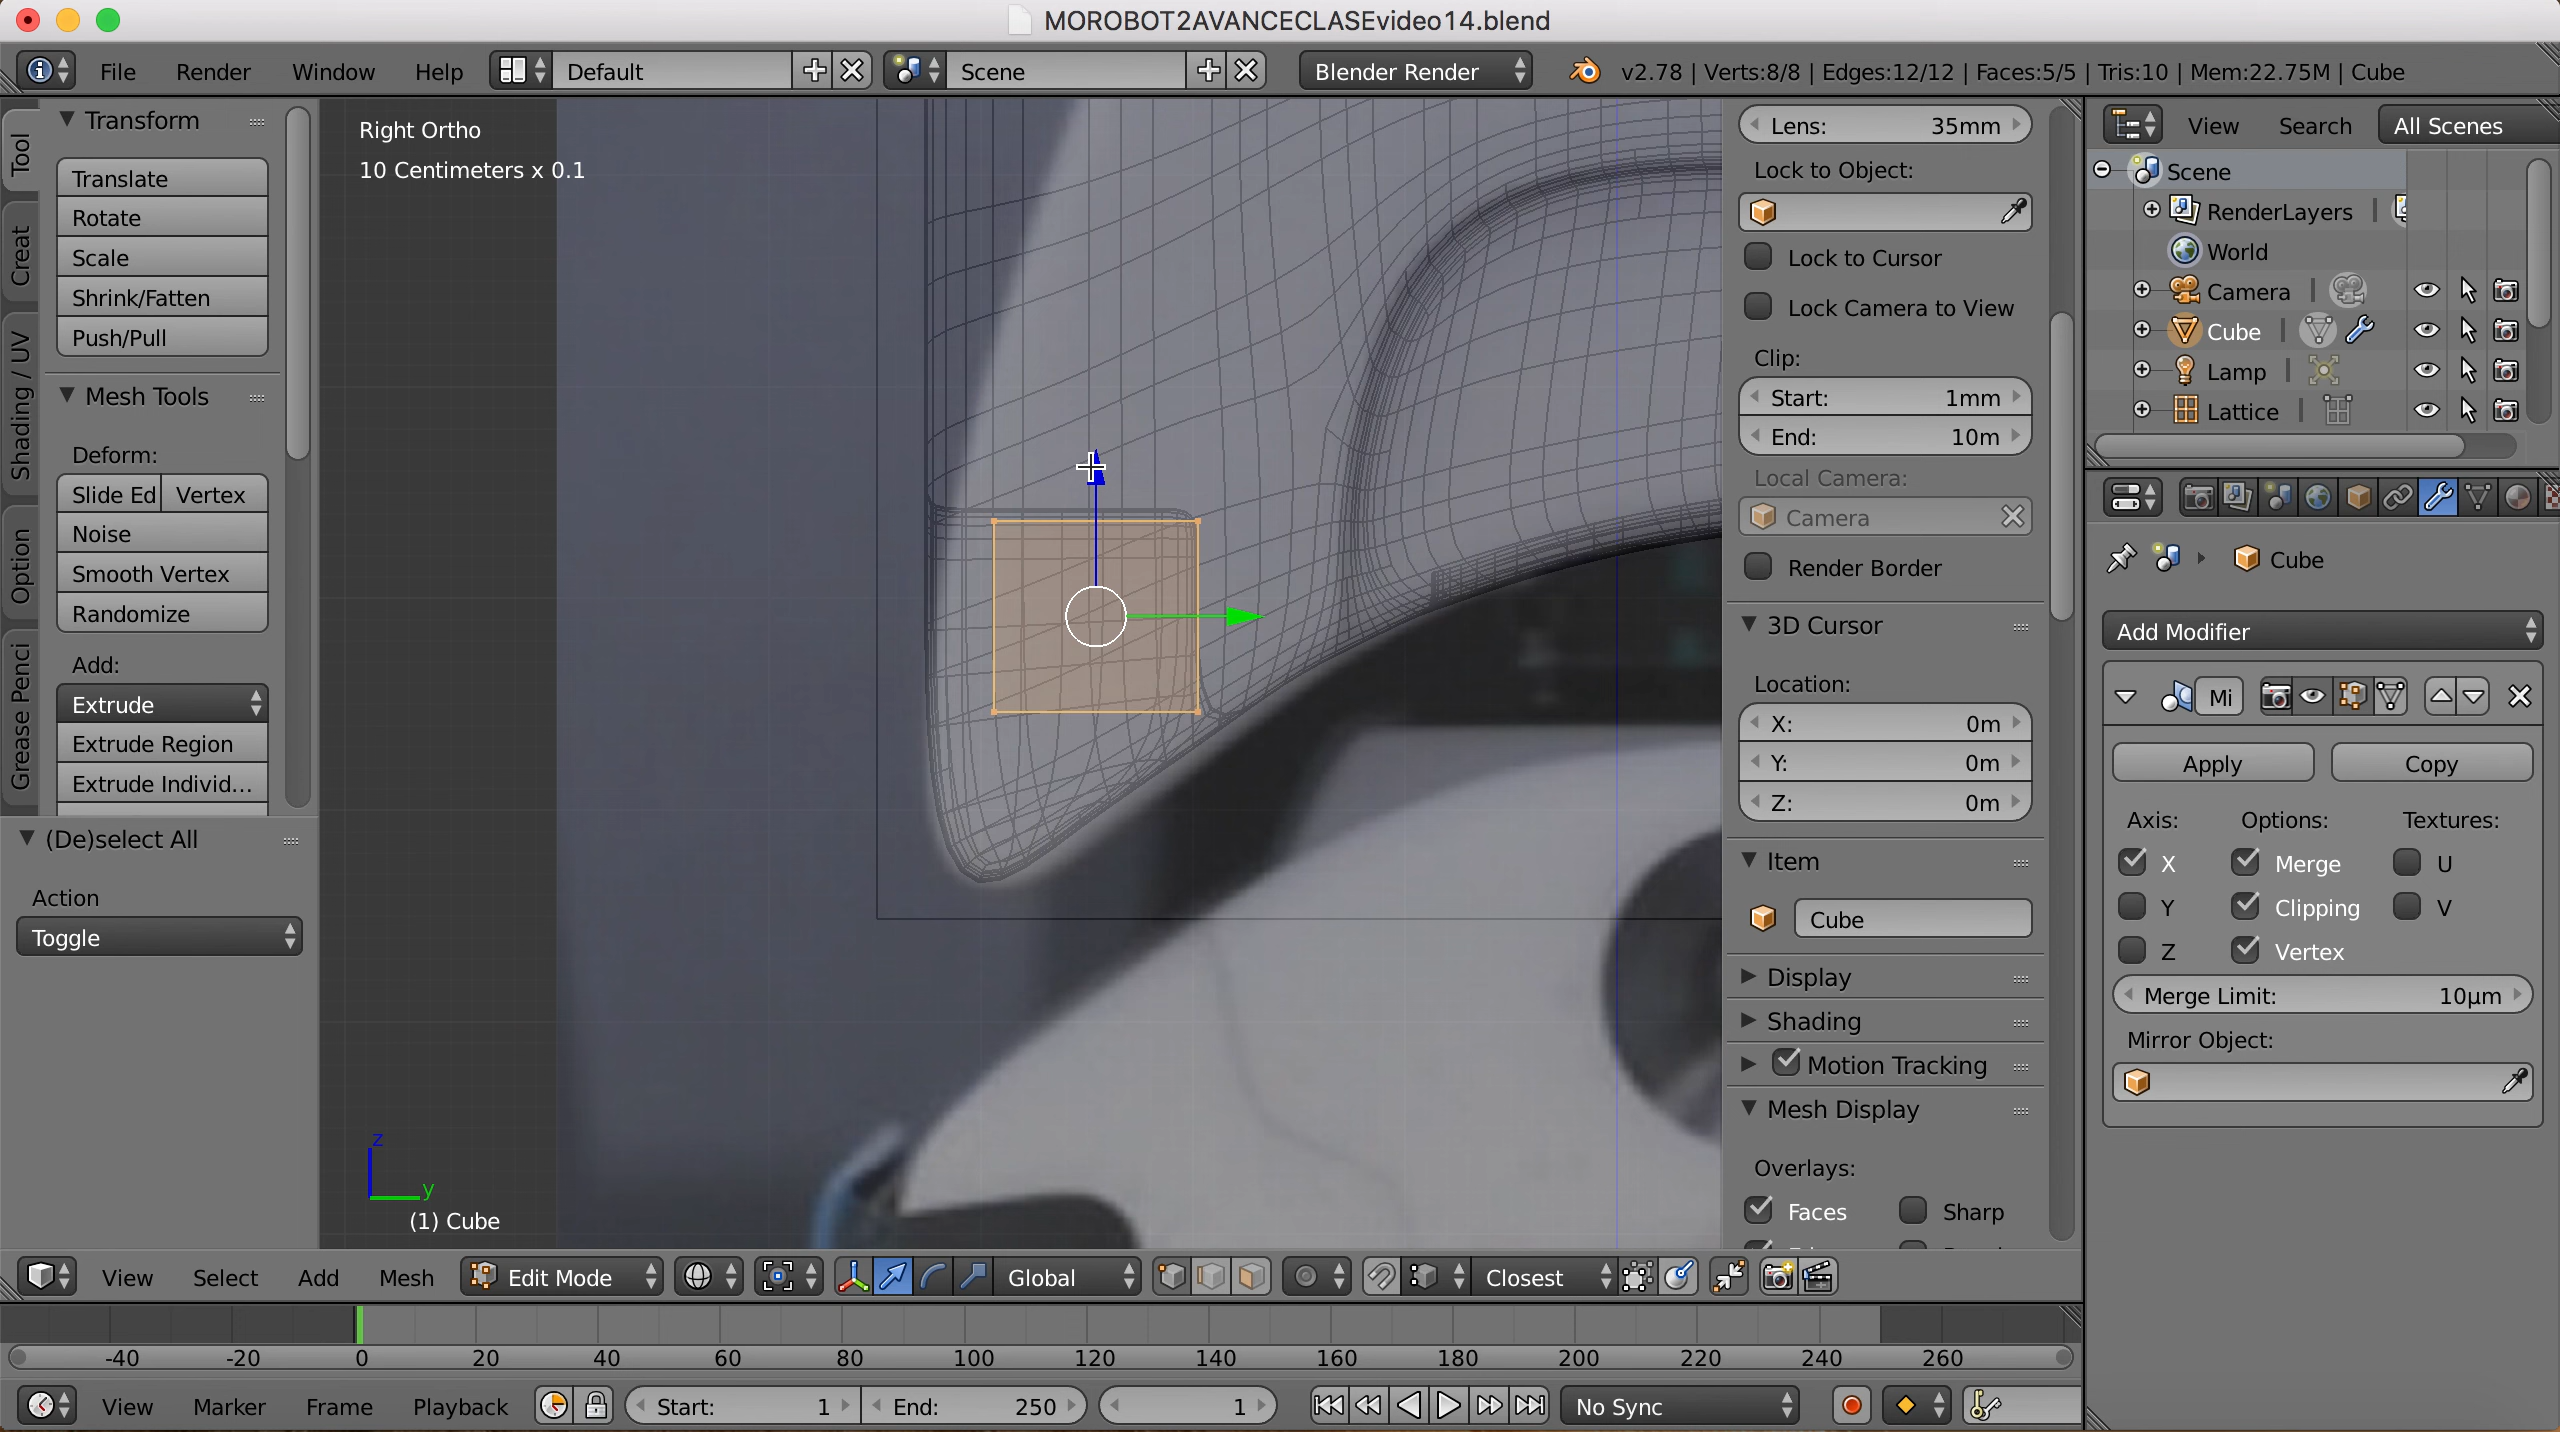 MOROBOT2AVANCECLASEvideo14.blend
File Render Window Help Default Scene Blender Render v2.78 | Verts:8/8 | Edges:12/12 | Faces:5/5 | Tris:10 | Mem:22.75M | Cube
Tool
Creat
Shading / UV
Option
Grease Penci
Transform
Translate
Rotate
Scale
Shrink/Fatten
Push/Pull
Mesh Tools
Deform:
Slide Ed Vertex
Noise
Smooth Vertex
Randomize
Add:
Extrude
Extrude Region
Extrude Individ...
(De)select All
Action
Toggle
Right Ortho
10 Centimeters x 0.1
z
y
(1) Cube
Lens: 35mm
Lock to Object:
Lock to Cursor
Lock Camera to View
Clip:
Start: 1mm
End: 10m
Local Camera:
Camera
Render Border
3D Cursor
Location:
X: 0m
Y: 0m
Z: 0m
Item
Cube
Display
Shading
Motion Tracking
Mesh Display
Overlays:
Faces Sharp
View Search All Scenes
Scene
RenderLayers
World
Camera
Cube
Lamp
Lattice
Cube
Add Modifier
Mi
Apply Copy
Axis: Options: Textures:
X Merge U
Y Clipping V
Z Vertex
Merge Limit: 10μm
Mirror Object:
View Select Add Mesh Edit Mode Global Closest
-40 -20 0 20 40 60 80 100 120 140 160 180 200 220 240 260
View Marker Frame Playback Start: 1 End: 250 1 No Sync